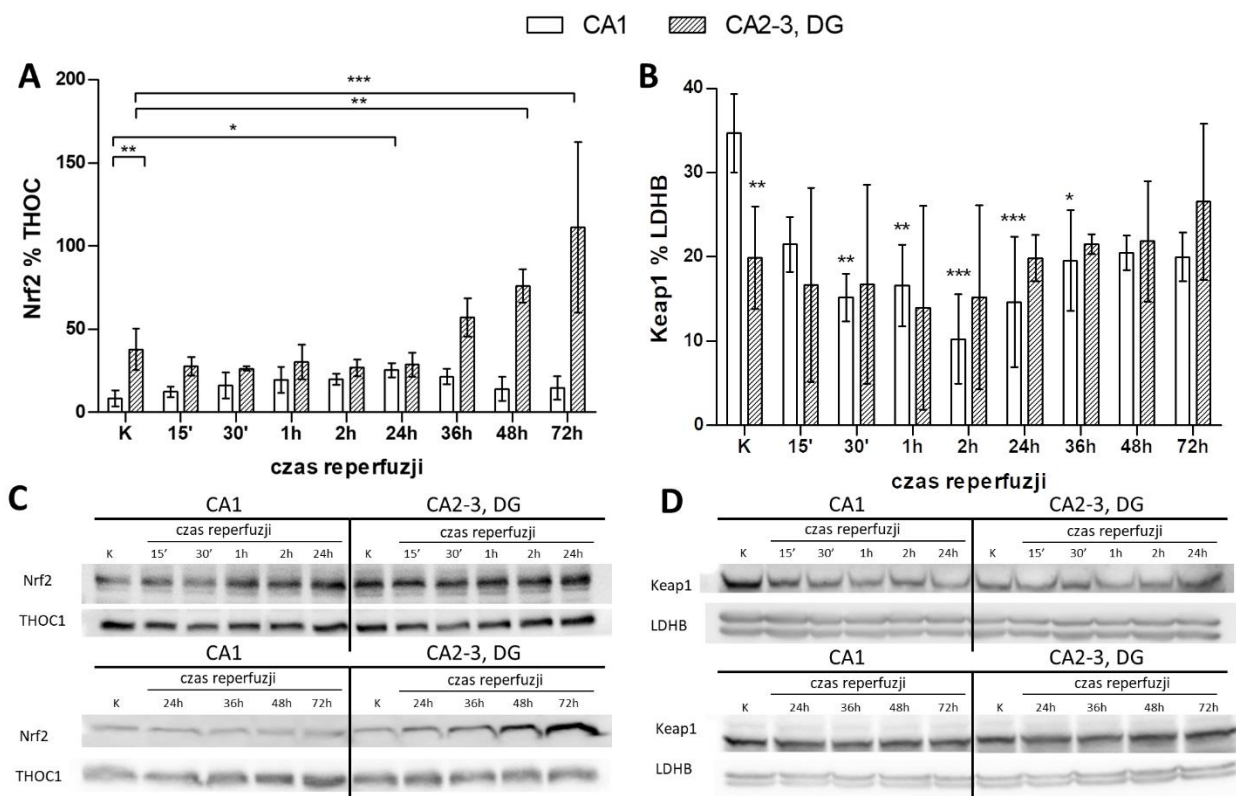 CA1 CA2-3, DG
A
200
150
100
50
0
Nrf2 % THOC
***
**
*
**
K 15' 30' 1h 2h 24h 36h 48h 72h
czas reperfuzji
B
40
30
20
10
0
Keap1 % LDHB
** ** ** *** *** *
K 15' 30' 1h 2h 24h 36h 48h 72h
czas reperfuzji
C
CA1 CA2-3, DG
czas reperfuzji czas reperfuzji
K 15' 30' 1h 2h 24h K 15' 30' 1h 2h 24h
Nrf2
THOC1
CA1 CA2-3, DG
czas reperfuzji czas reperfuzji
K 24h 36h 48h 72h K 24h 36h 48h 72h
Nrf2
THOC1
D
CA1 CA2-3, DG
czas reperfuzji czas reperfuzji
K 15' 30' 1h 2h 24h K 15' 30' 1h 2h 24h
Keap1
LDHB
CA1 CA2-3, DG
czas reperfuzji czas reperfuzji
K 24h 36h 48h 72h K 24h 36h 48h 72h
Keap1
LDHB